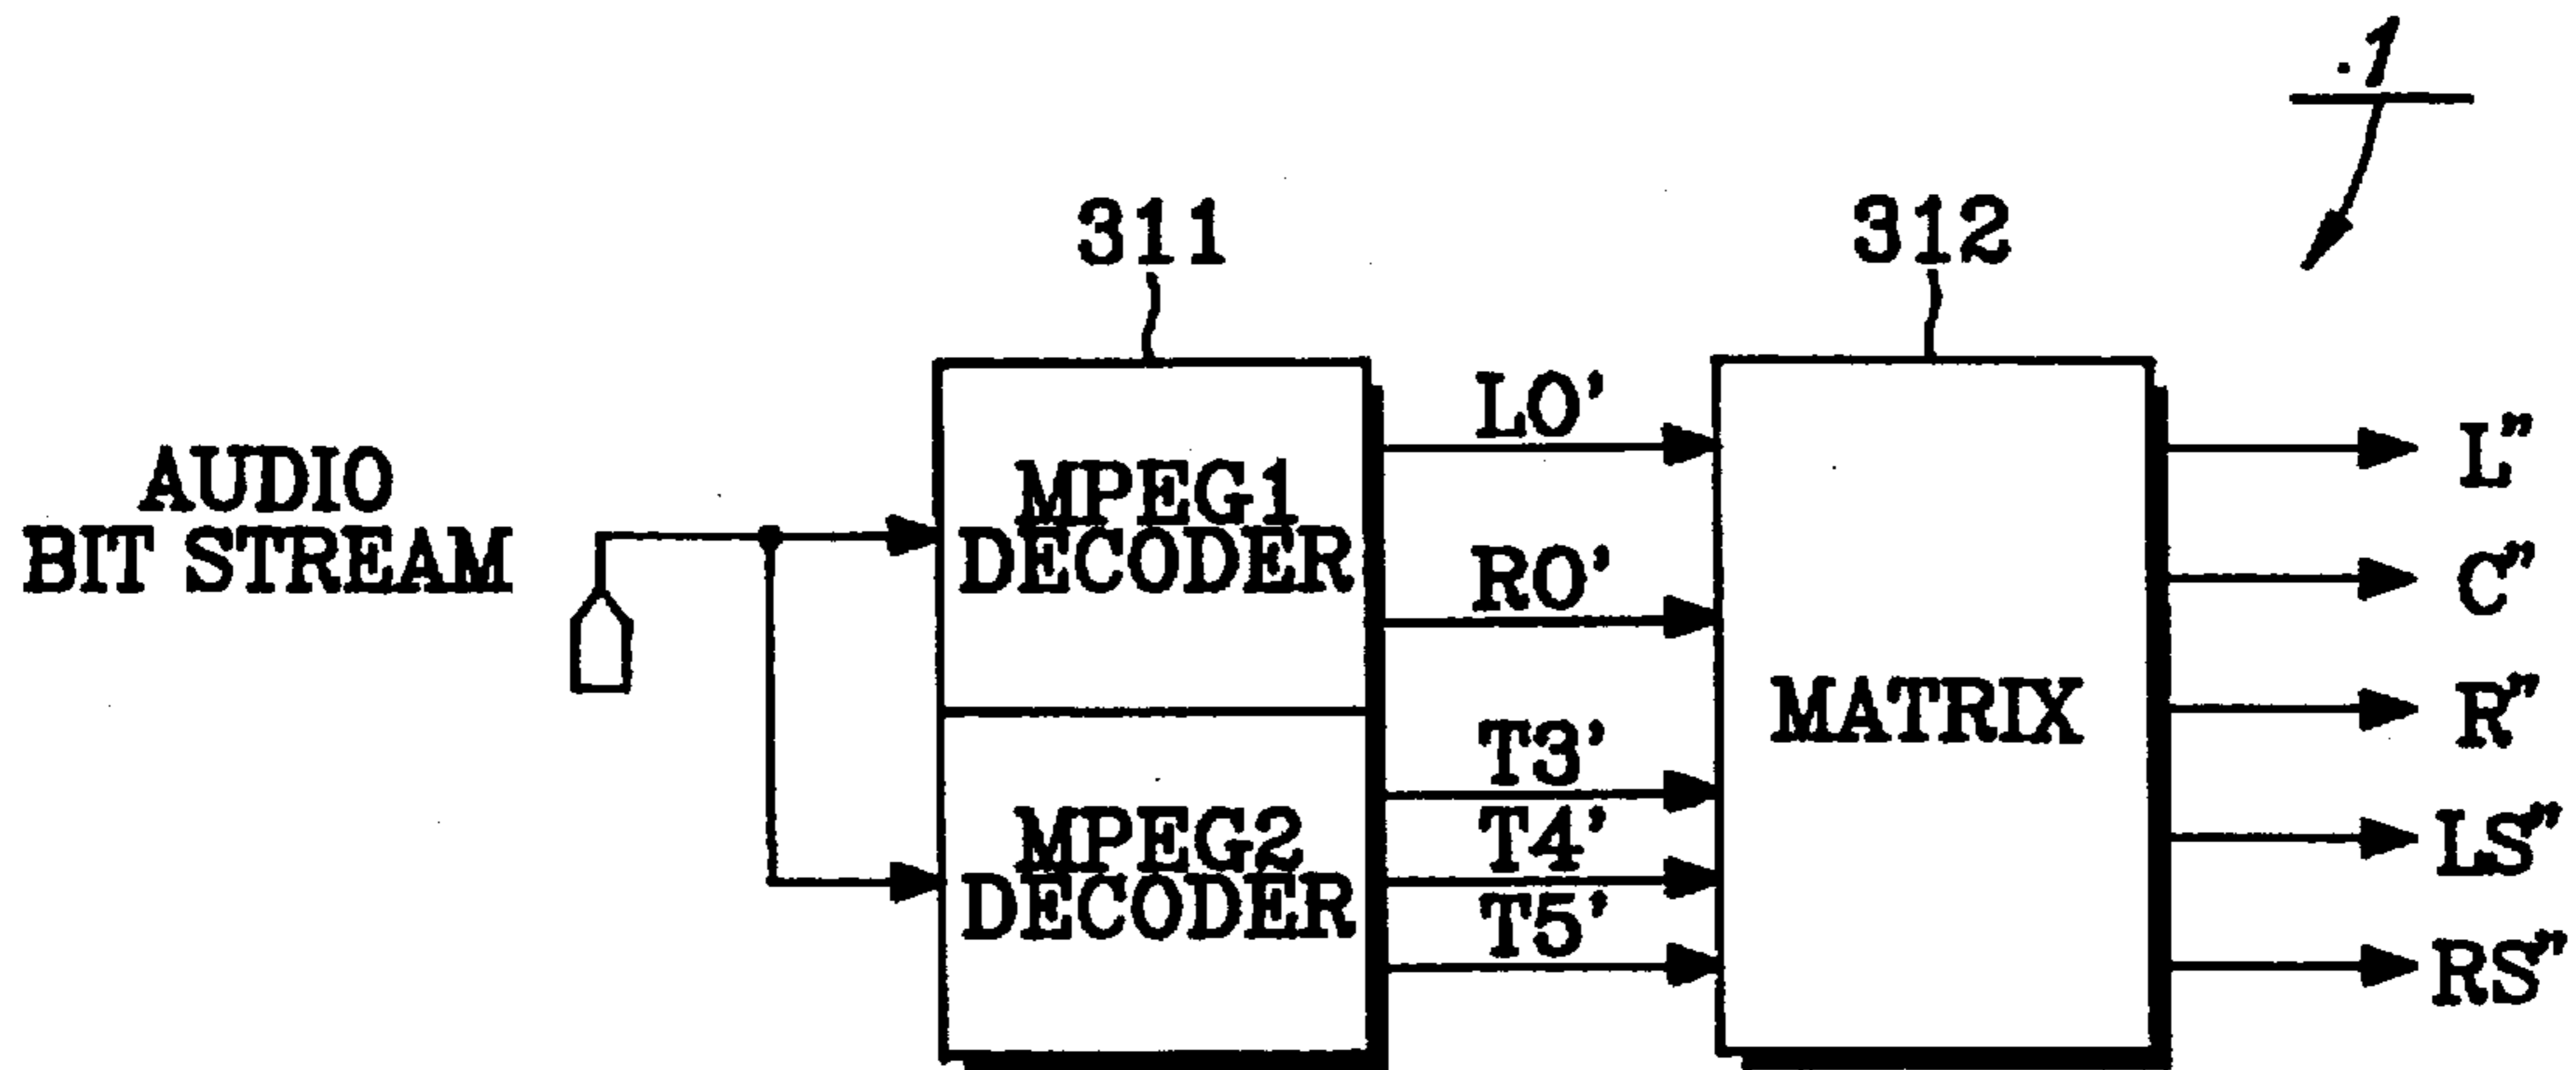 1
311
312
AUDIO
BIT STREAM
MPEG1
DECODER
MPEG2
DECODER
LO'
RO'
T3'
T4'
T5'
MATRIX
L"
C"
R"
LS"
RS"